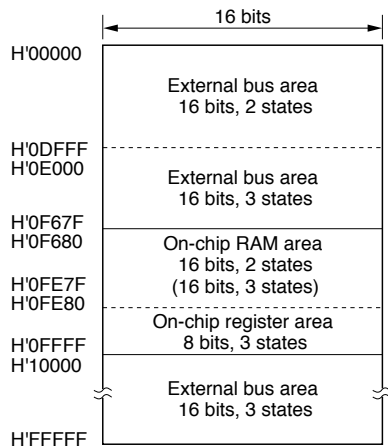 16 bits
H'00000
External bus area
16 bits, 2 states
H'0DFFF
H'0E000
External bus area
16 bits, 3 states
H'0F67F
H'0F680
On-chip RAM area
16 bits, 2 states
(16 bits, 3 states)
H'0FE7F
H'0FE80
On-chip register area
8 bits, 3 states
H'0FFFF
H'10000
External bus area
16 bits, 3 states
H'FFFFF